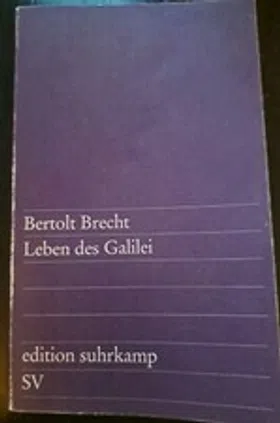 Bertolt Brecht
Leben des Galilei
edition suhrkamp
SV